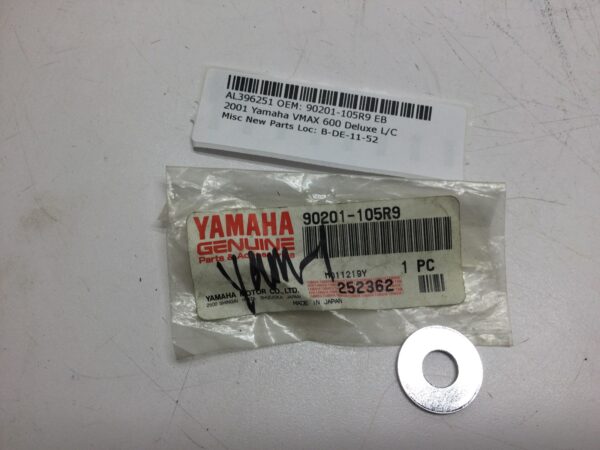 AL396251 OEM: 90201-105R9 EB
2001 Yamaha VMAX 600 Deluxe L/C
Misc New Parts Loc: B-DE-11-52
YAMAHA
GENUINE
Parts & Accessories
90201-105R9
M011219Y
1 PC
252362
YAMAHA MOTOR CO., LTD.
MADE IN JAPAN